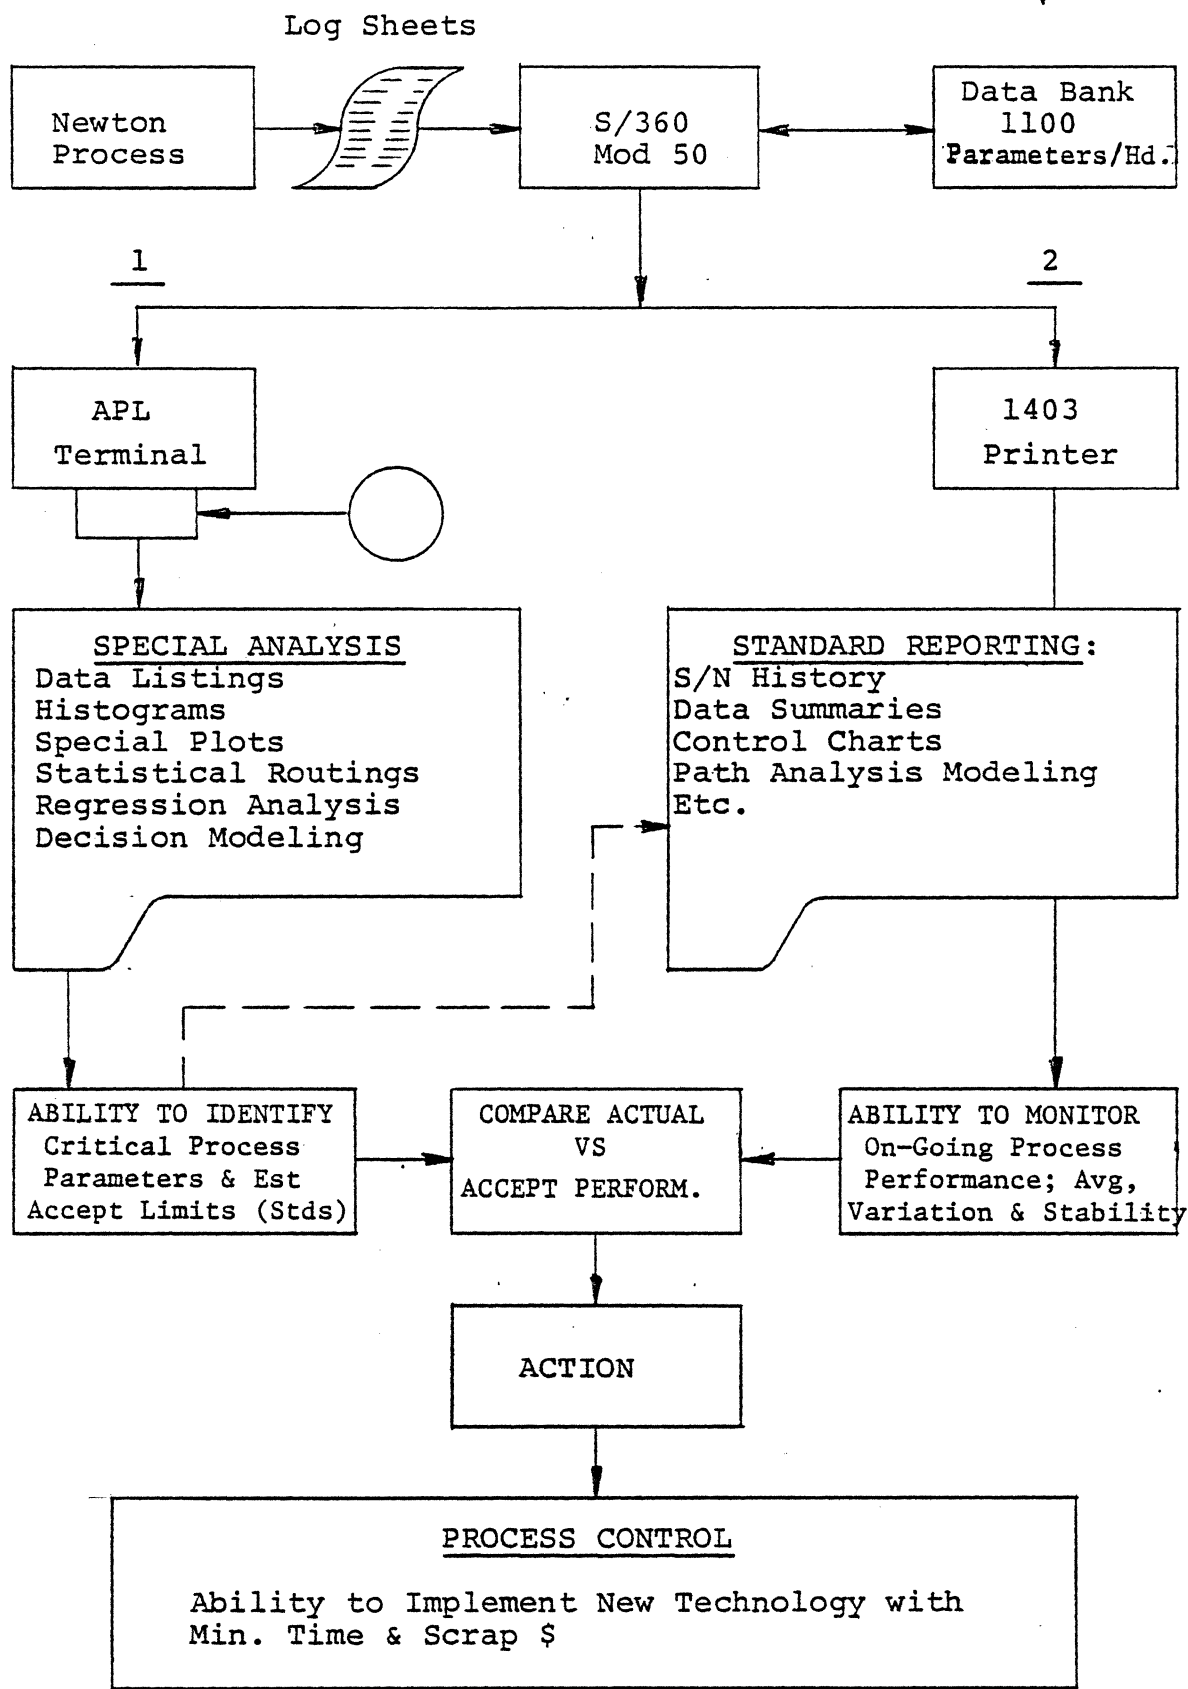 Log Sheets
Newton
Process
S/360
Mod 50
Data Bank
1100
Parameters/Hd.
1
2
APL
Terminal
1403
Printer
SPECIAL ANALYSIS
Data Listings
Histograms
Special Plots
Statistical Routings
Regression Analysis
Decision Modeling
STANDARD REPORTING:
S/N History
Data Summaries
Control Charts
Path Analysis Modeling
Etc.
ABILITY TO IDENTIFY
Critical Process
Parameters & Est
Accept Limits (Stds)
COMPARE ACTUAL
VS
ACCEPT PERFORM.
ABILITY TO MONITOR
On-Going Process
Performance; Avg,
Variation & Stability
ACTION
PROCESS CONTROL
Ability to Implement New Technology with
Min. Time & Scrap $